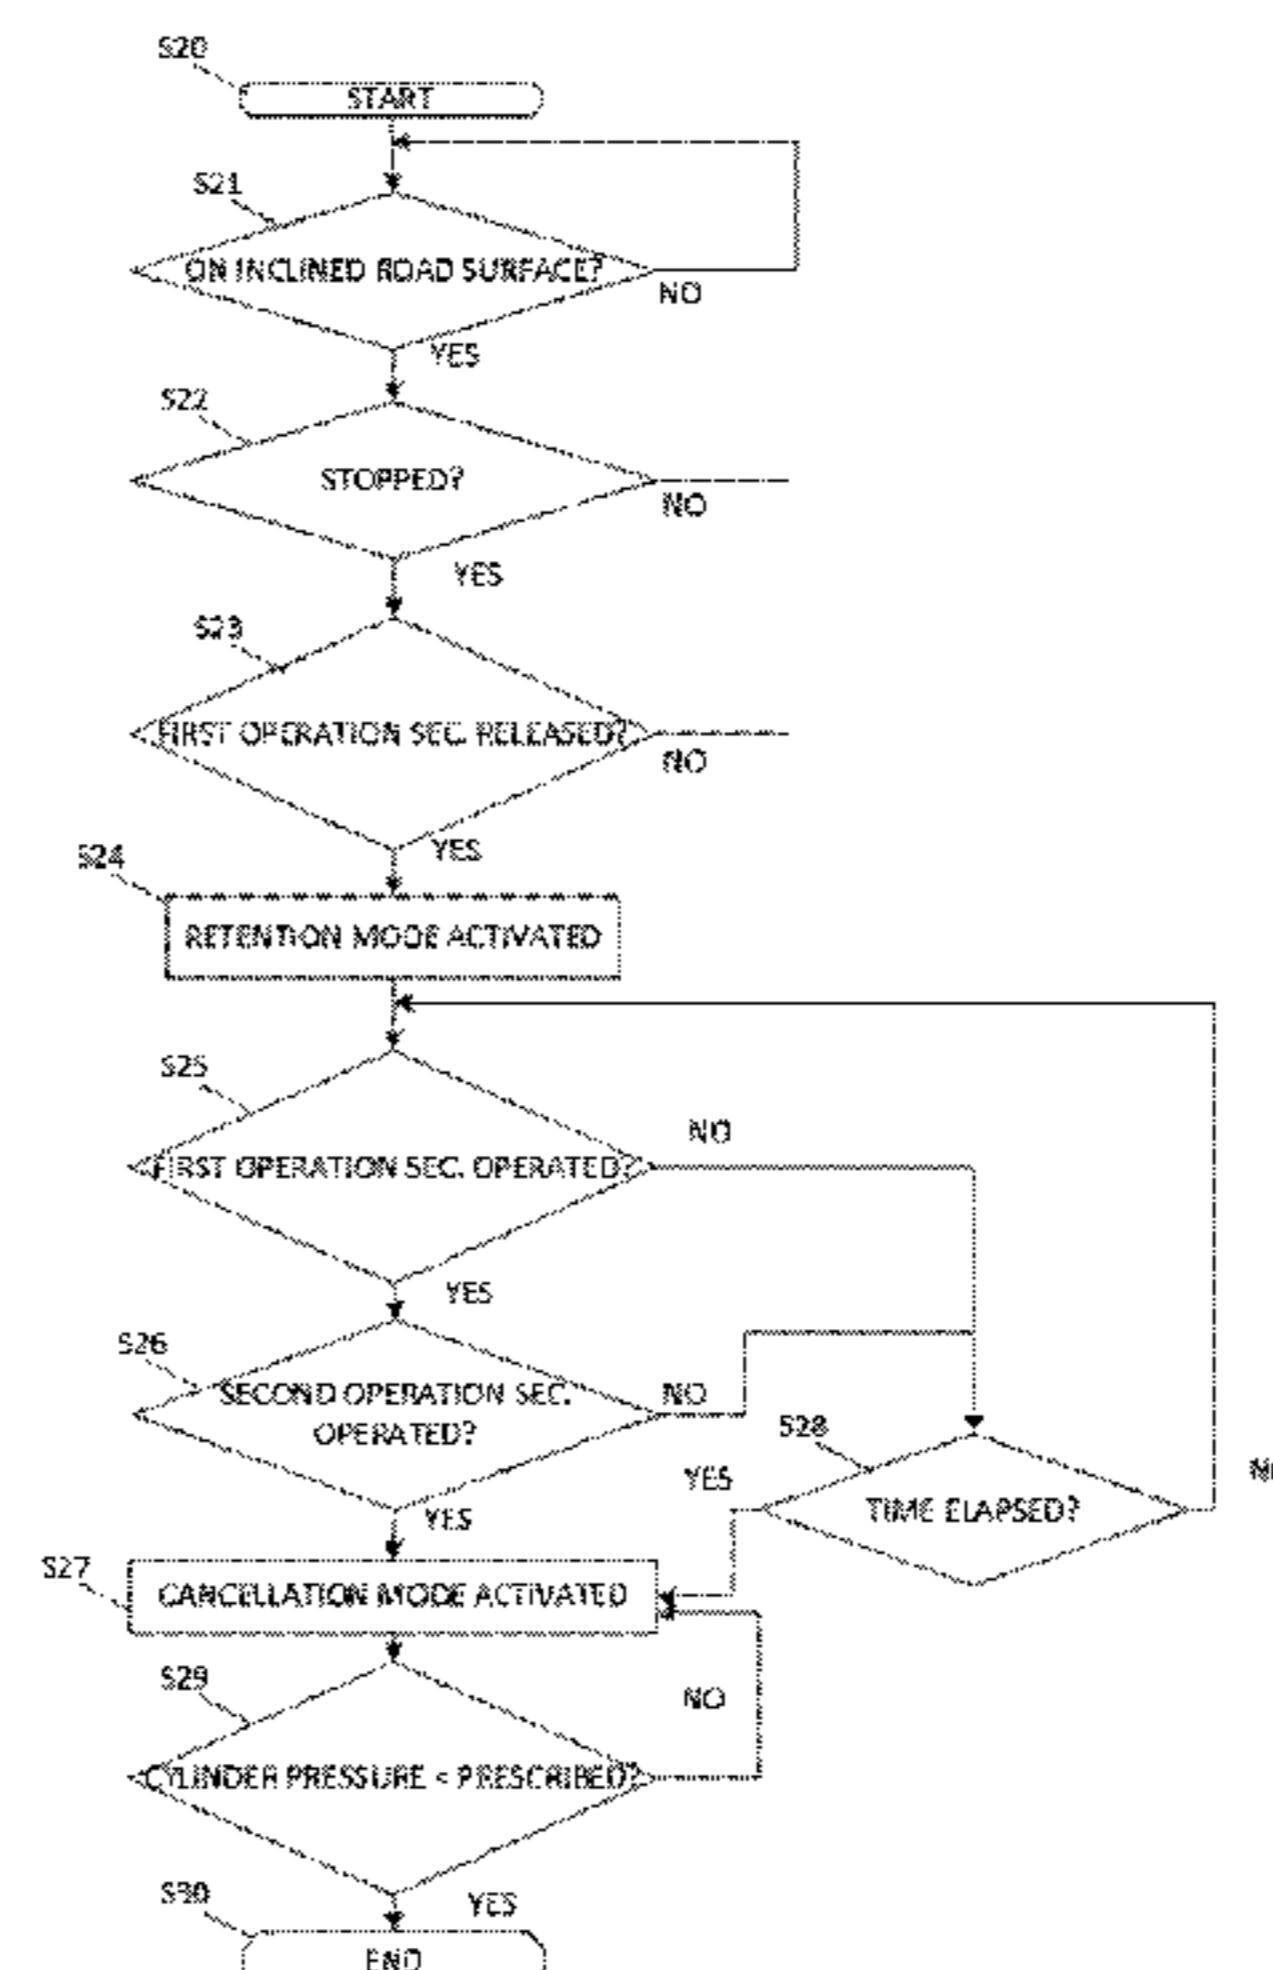 S20
START
S21
ON INCLINED ROAD SURFACE?
NO
YES
S22
STOPPED?
NO
YES
S23
FIRST OPERATION SEC. RELEASED?
NO
YES
S24
RETENTION MODE ACTIVATED
S25
FIRST OPERATION SEC. OPERATED?
NO
YES
S26
SECOND OPERATION SEC.
OPERATED?
NO
YES
S28
TIME ELAPSED?
YES
S27
CANCELLATION MODE ACTIVATED
S29
CYLINDER PRESSURE < PRESCRIBED?
NO
YES
S30
END